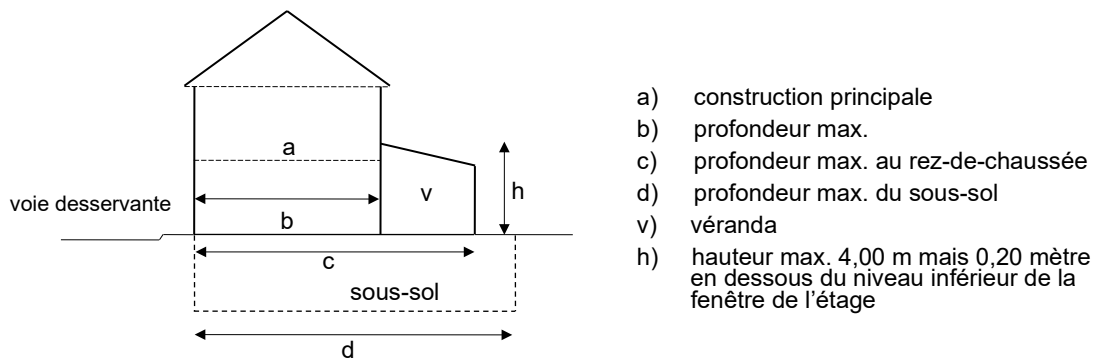 a
v
h
voie desservante
b
c
sous-sol
d
a) construction principale
b) profondeur max.
c) profondeur max. au rez-de-chaussée
d) profondeur max. du sous-sol
v) véranda
h) hauteur max. 4,00 m mais 0,20 mètre
en dessous du niveau inférieur de la
fenêtre de l’étage